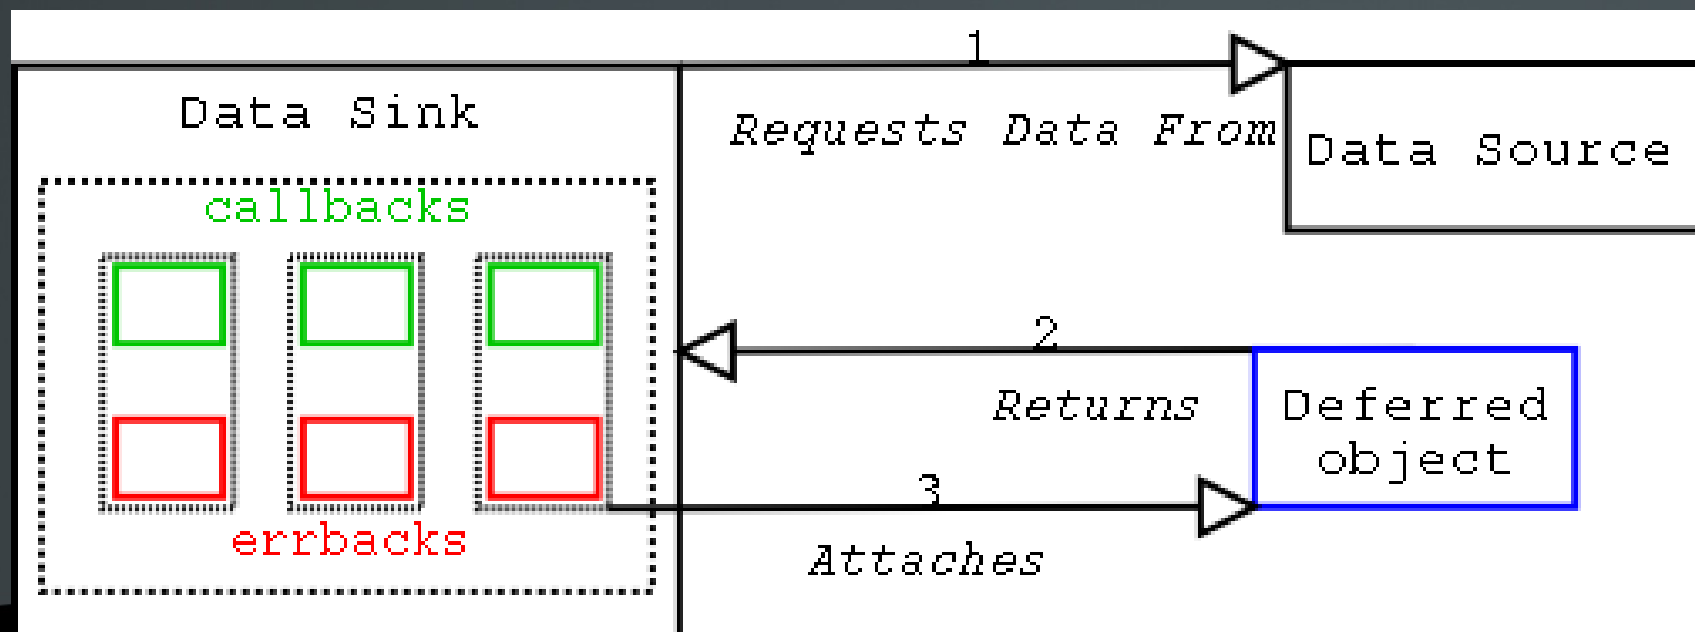 1
Data Sink
Requests Data From
Data Source
callbacks
2
Returns
Deferred
object
3
errbacks
Attaches